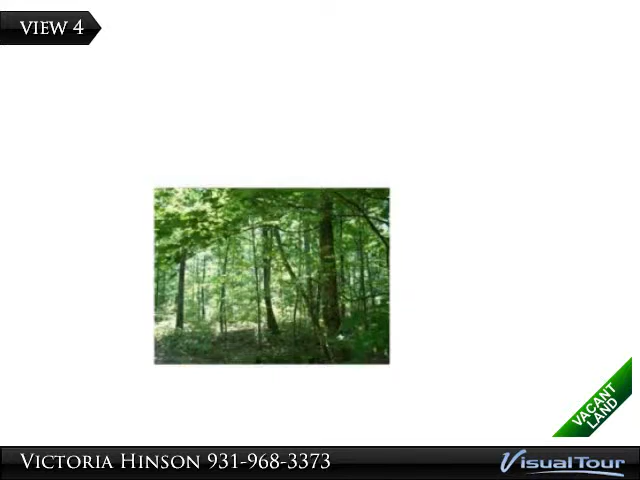 VIEW 4
VACANT
LAND
VICTORIA HINSON 931-968-3373
VISUALTOUR